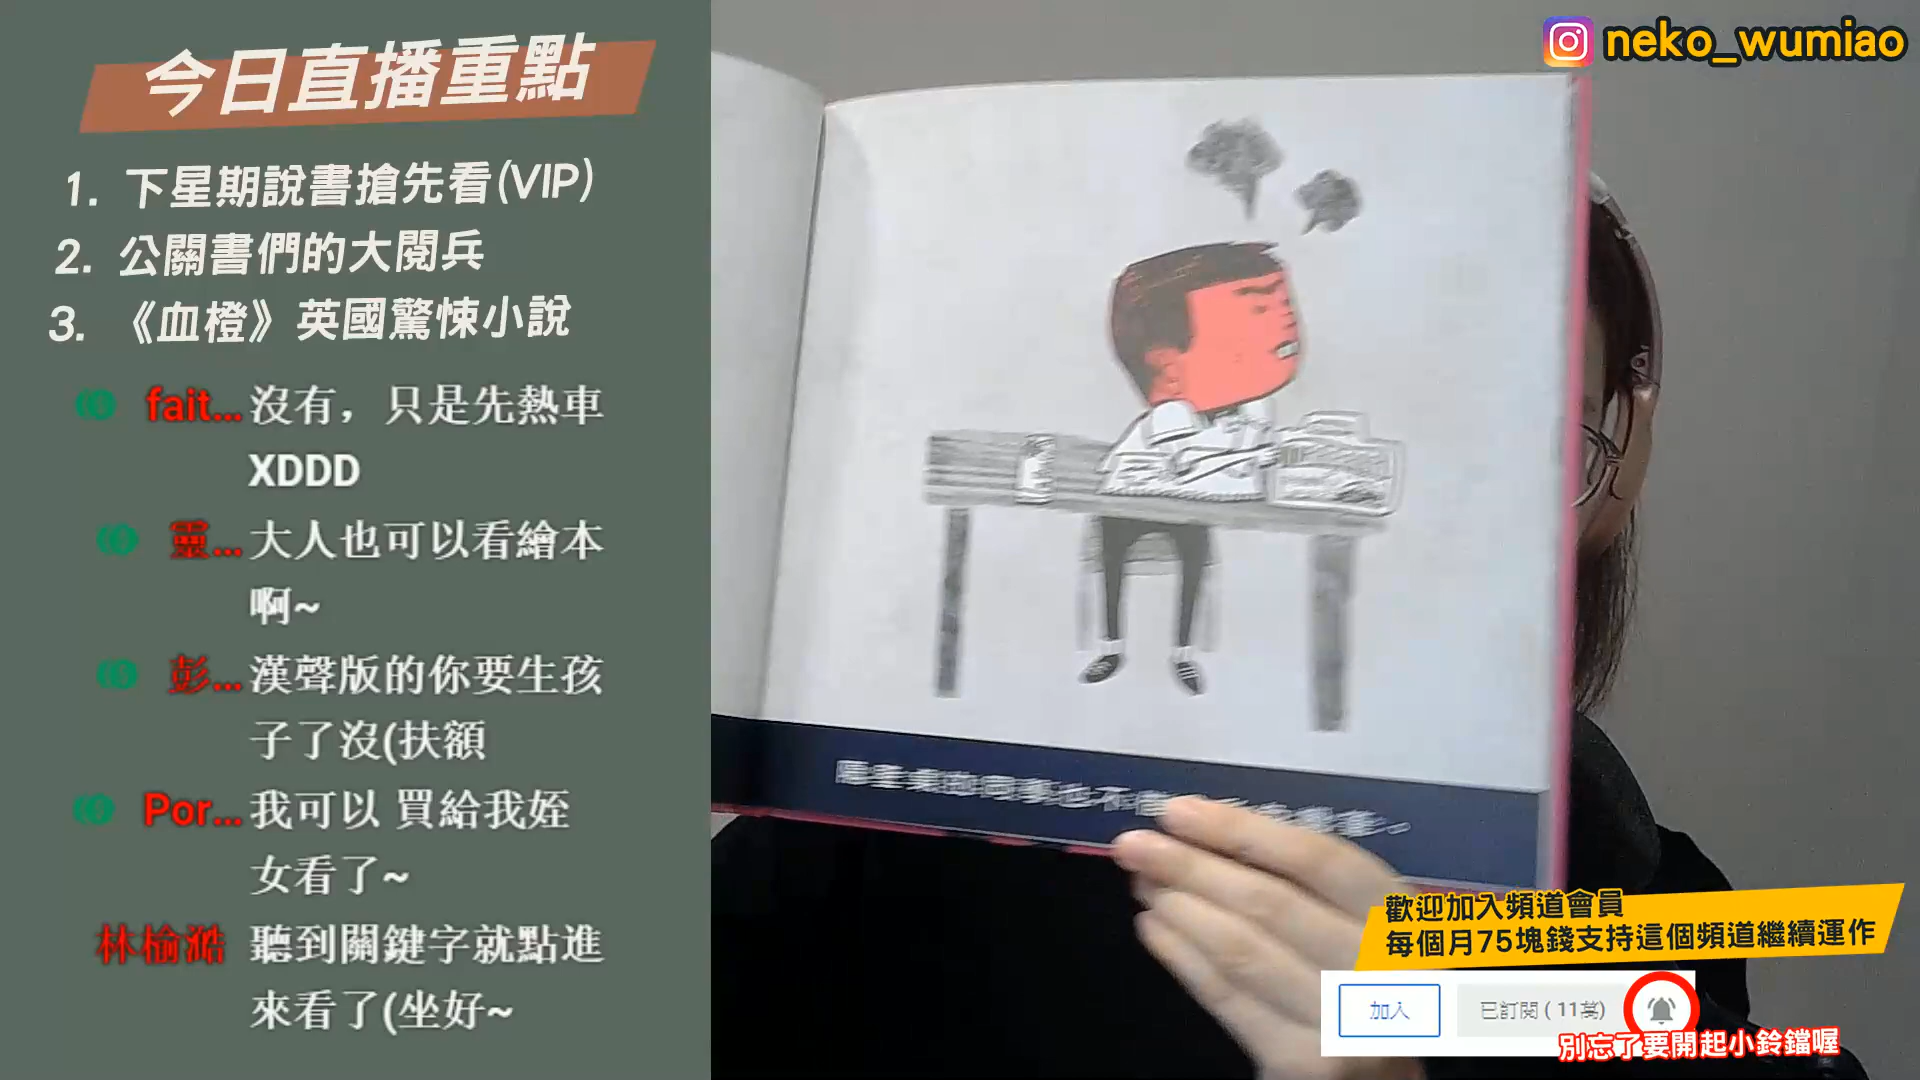 今日直播重點
1. 下星期說書搶先看(VIP)
2. 公關書們的大閱兵
3. 《血橙》英國驚悚小說
fait... 沒有，只是先熱車
XDDD
靈... 大人也可以看繪本
啊~
彭... 漢聲版的你要生孩
子了沒(扶額
Por... 我可以 買給我姪
女看了~
林榆澔 聽到關鍵字就點進
來看了(坐好~
neko_wumiao
歡迎加入頻道會員
每個月75塊錢支持這個頻道繼續運作
加入
已訂閱 ( 11萬)
別忘了要開起小鈴鐺喔